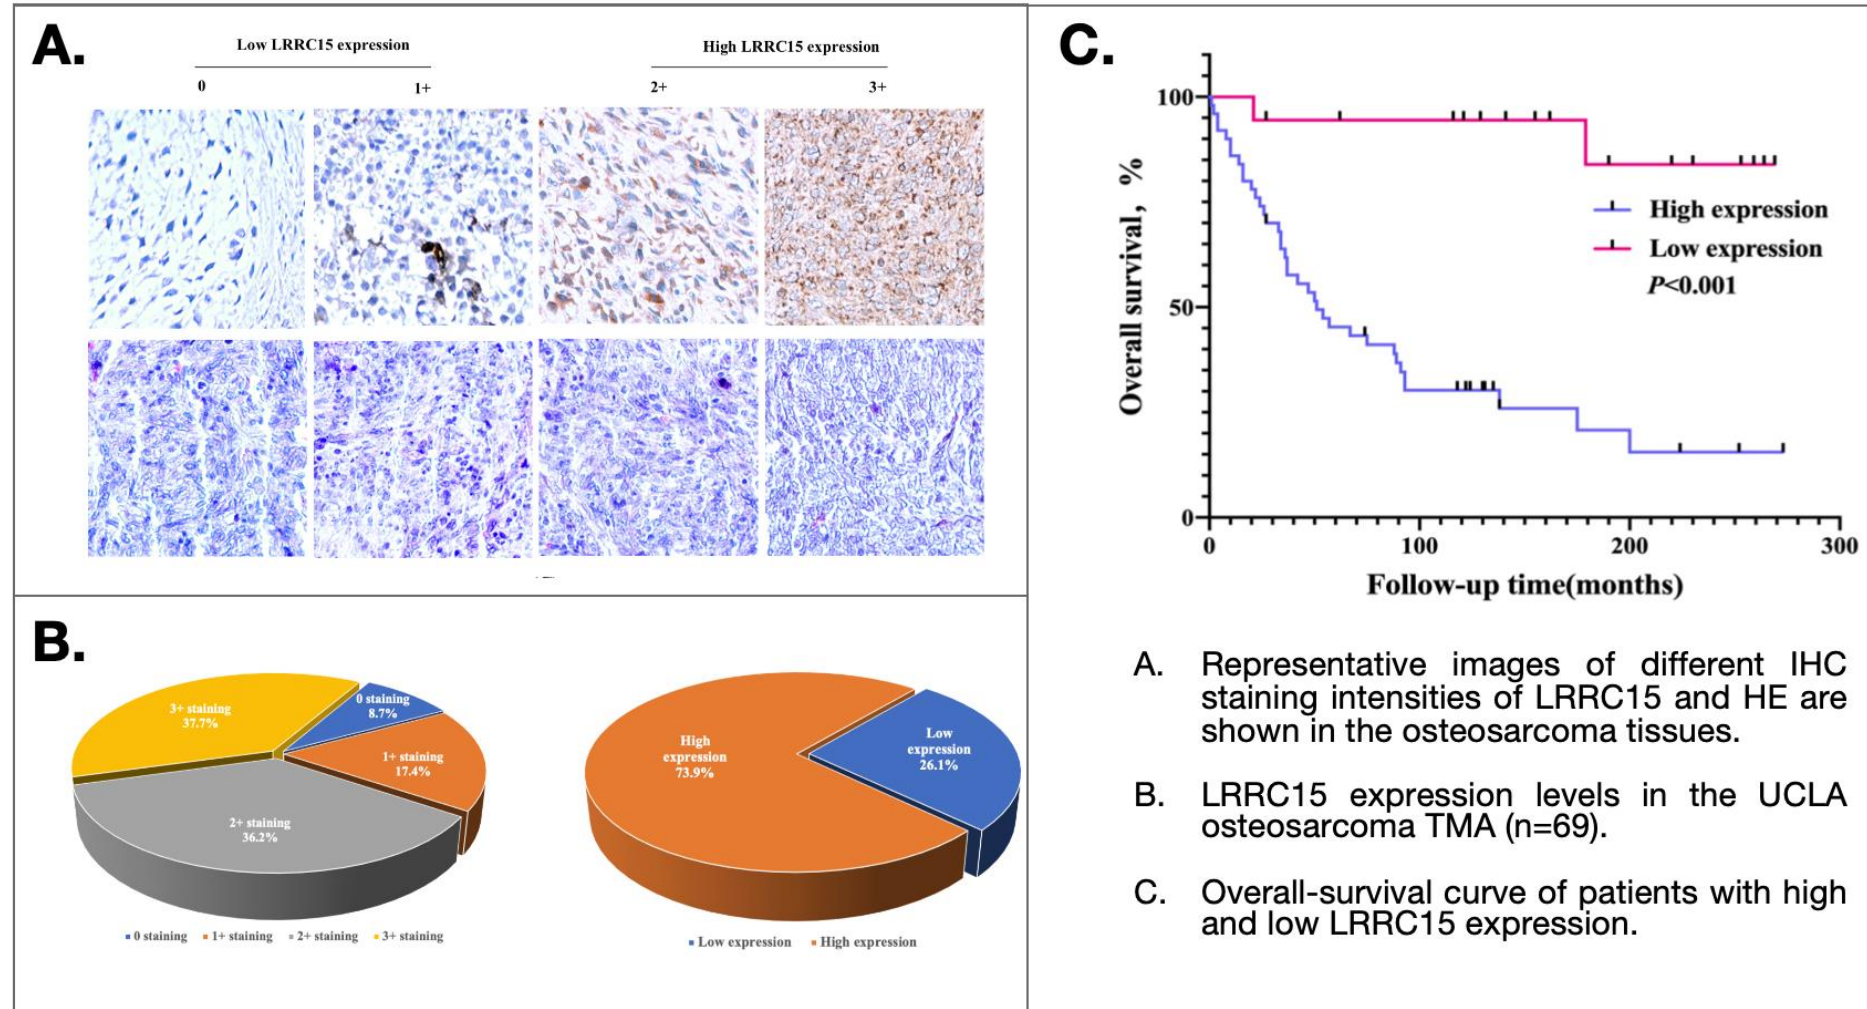 A.
Low LRRC15 expression
High LRRC15 expression
0
1+
2+
3+
B.
3+ staining
37.7%
0 staining
8.7%
1+ staining
17.4%
2+ staining
36.2%
0 staining 1+ staining 2+ staining 3+ staining
High
expression
73.9%
Low
expression
26.1%
Low expression High expression
C.
Overall survival, %
100
50
0
0 100 200 300
Follow-up time(months)
High expression
Low expression
P<0.001
A. Representative images of different IHC
staining intensities of LRRC15 and HE are
shown in the osteosarcoma tissues.
B. LRRC15 expression levels in the UCLA
osteosarcoma TMA (n=69).
C. Overall-survival curve of patients with high
and low LRRC15 expression.